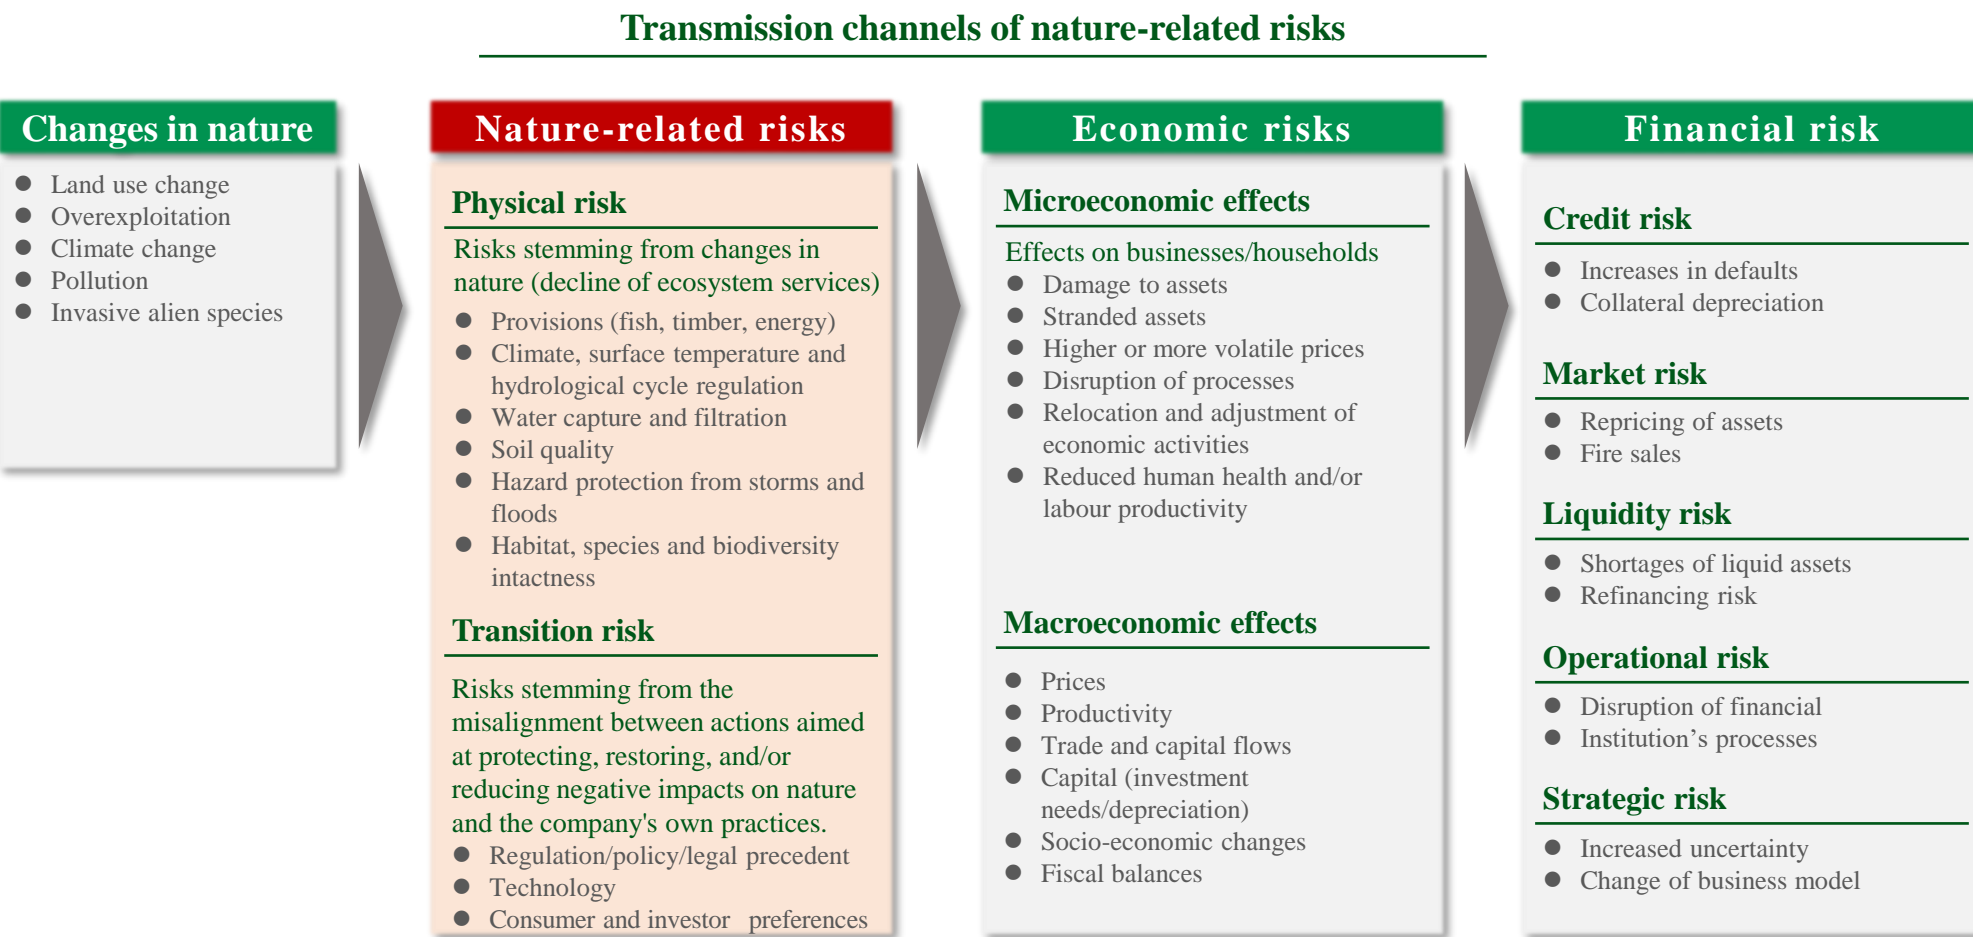 Transmission channels of nature-related risks
Changes in nature
● Land use change
● Overexploitation
● Climate change
● Pollution
● Invasive alien species
Nature-related risks
Physical risk
Risks stemming from changes in
nature (decline of ecosystem services)
● Provisions (fish, timber, energy)
● Climate, surface temperature and
hydrological cycle regulation
● Water capture and filtration
● Soil quality
● Hazard protection from storms and
floods
● Habitat, species and biodiversity
intactness
Transition risk
Risks stemming from the
misalignment between actions aimed
at protecting, restoring, and/or
reducing negative impacts on nature
and the company's own practices.
● Regulation/policy/legal precedent
● Technology
● Consumer and investor preferences
Economic risks
Microeconomic effects
Effects on businesses/households
● Damage to assets
● Stranded assets
● Higher or more volatile prices
● Disruption of processes
● Relocation and adjustment of
economic activities
● Reduced human health and/or
labour productivity
Macroeconomic effects
● Prices
● Productivity
● Trade and capital flows
● Capital (investment
needs/depreciation)
● Socio-economic changes
● Fiscal balances
Financial risk
Credit risk
● Increases in defaults
● Collateral depreciation
Market risk
● Repricing of assets
● Fire sales
Liquidity risk
● Shortages of liquid assets
● Refinancing risk
Operational risk
● Disruption of financial
● Institution’s processes
Strategic risk
● Increased uncertainty
● Change of business model